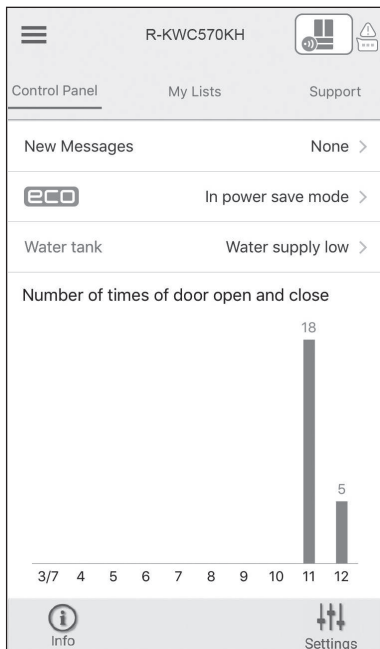 R-KWC570KH
Control Panel My Lists Support
New Messages None >
eco In power save mode >
Water tank Water supply low >
Number of times of door open and close
18
5
3/7 4 5 6 7 8 9 10 11 12
i
Info Settings